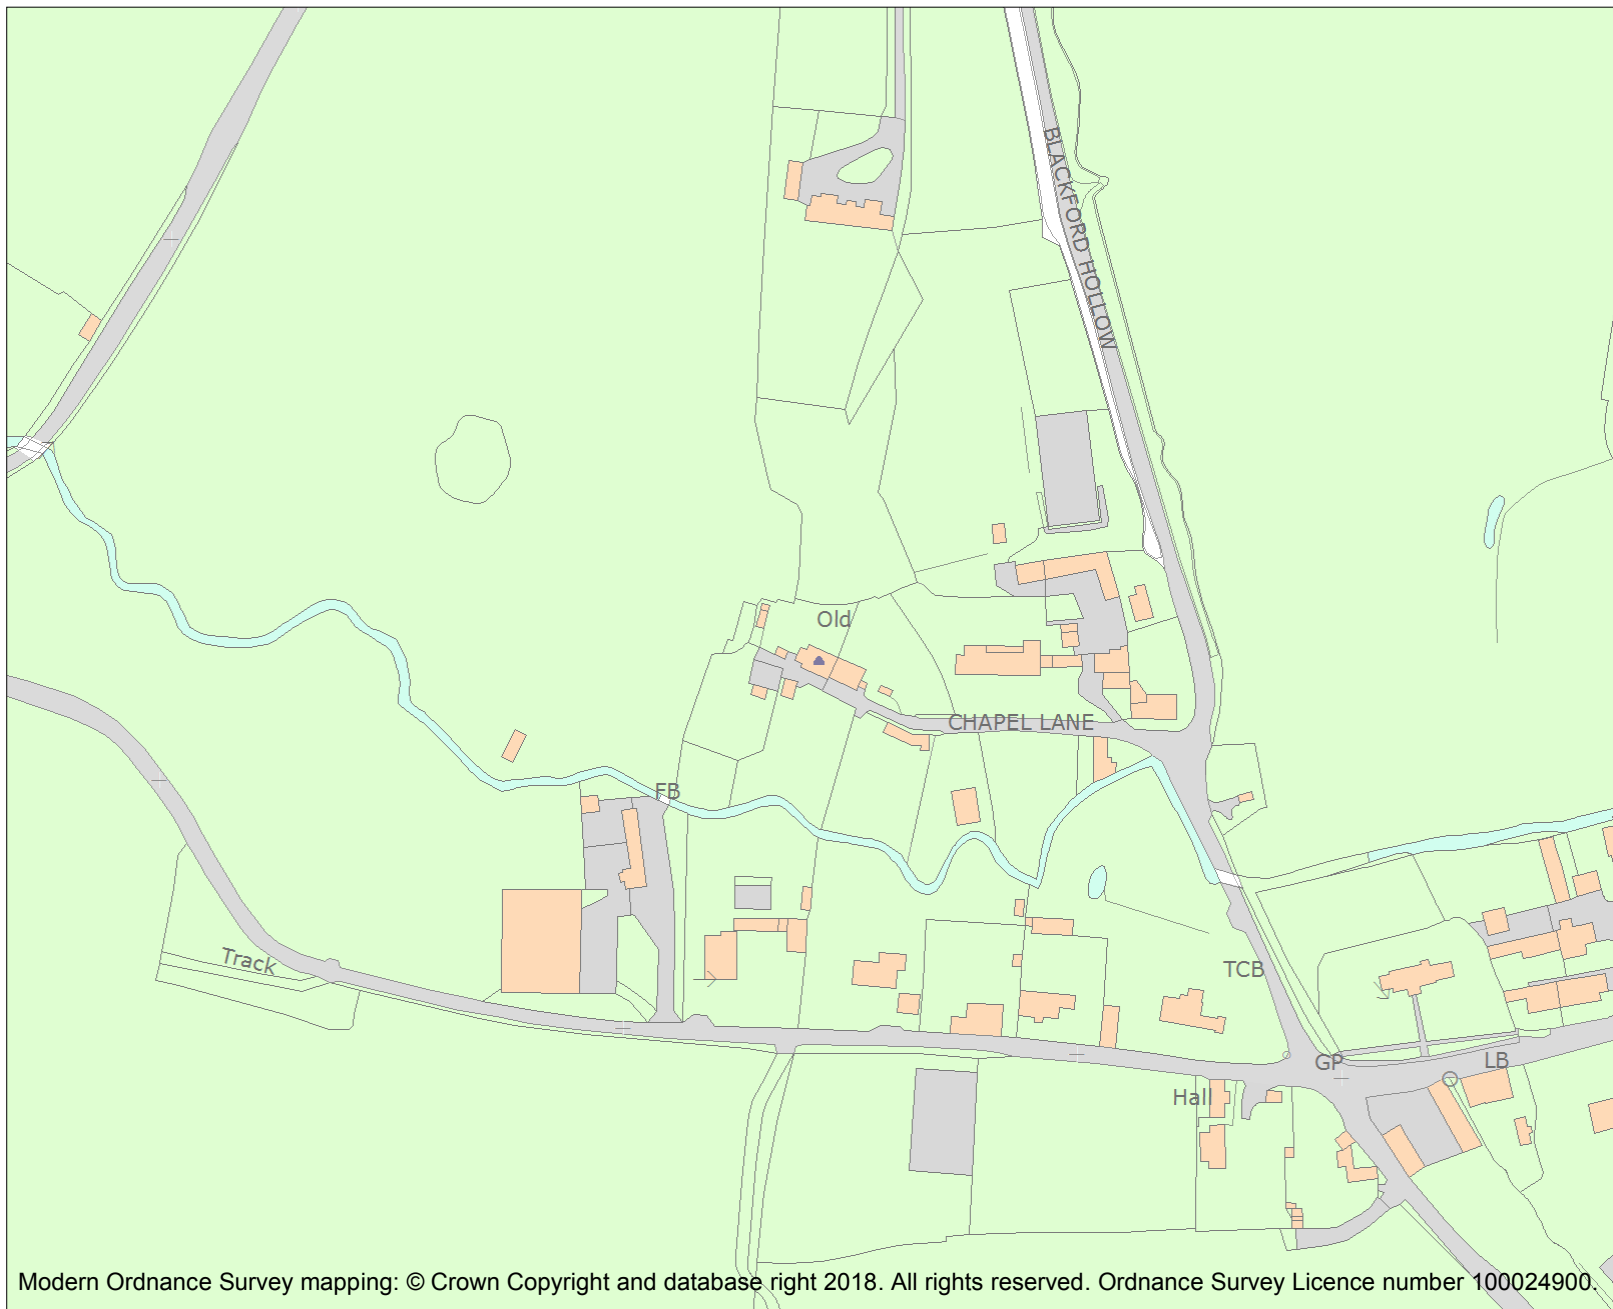 BLACKFORD HOLLOW
Old
CHAPEL LANE
FB
Track
TCB
GP
LB
Hall
Modern Ordnance Survey mapping: © Crown Copyright and database right 2018. All rights reserved. Ordnance Survey Licence number 100024900.